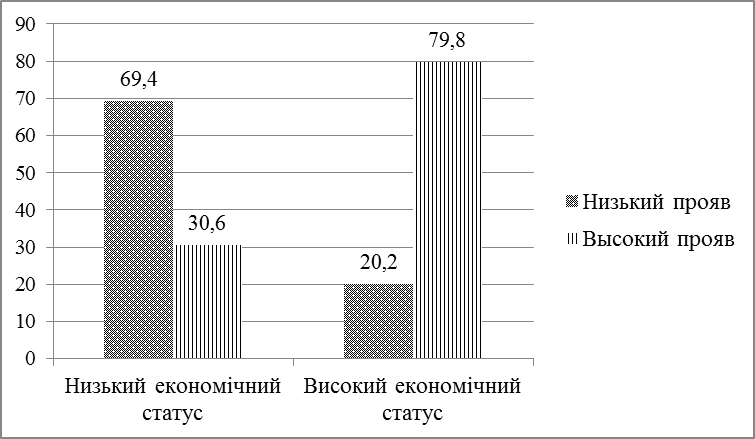 90
80
70
60
50
40
30
20
10
0
69,4
30,6
20,2
79,8
Низький економічний
статус
Високий економічний
статус
Низький прояв
Высокий прояв